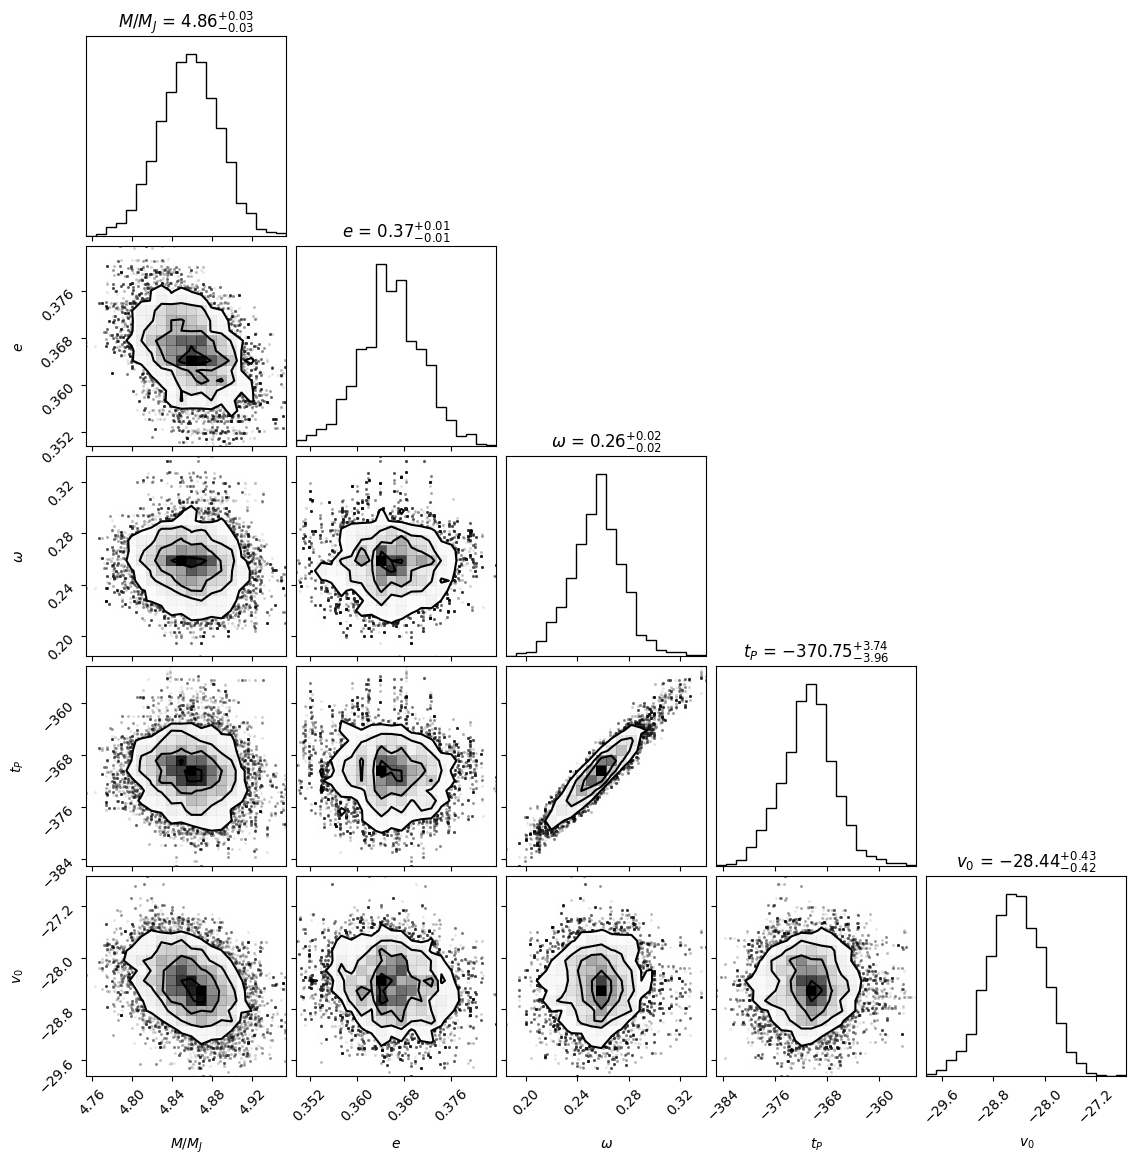 M/M_J = 4.86^{+0.03}_{-0.03}
e = 0.37^{+0.01}_{-0.01}
0.376
0.368
0.360
0.352
e
ω = 0.26^{+0.02}_{-0.02}
0.32
0.28
0.24
0.20
ω
t_P = −370.75^{+3.74}_{−3.96}
−360
−368
−376
−384
t_P
v_0 = −28.44^{+0.43}_{−0.42}
−27.2
−28.0
−28.8
−29.6
v_0
4.76 4.80 4.84 4.88 4.92 0.352 0.360 0.368 0.376 0.20 0.24 0.28 0.32 −384 −376 −368 −360 −29.6 −28.8 −28.0 −27.2
M/M_J e ω t_P v_0